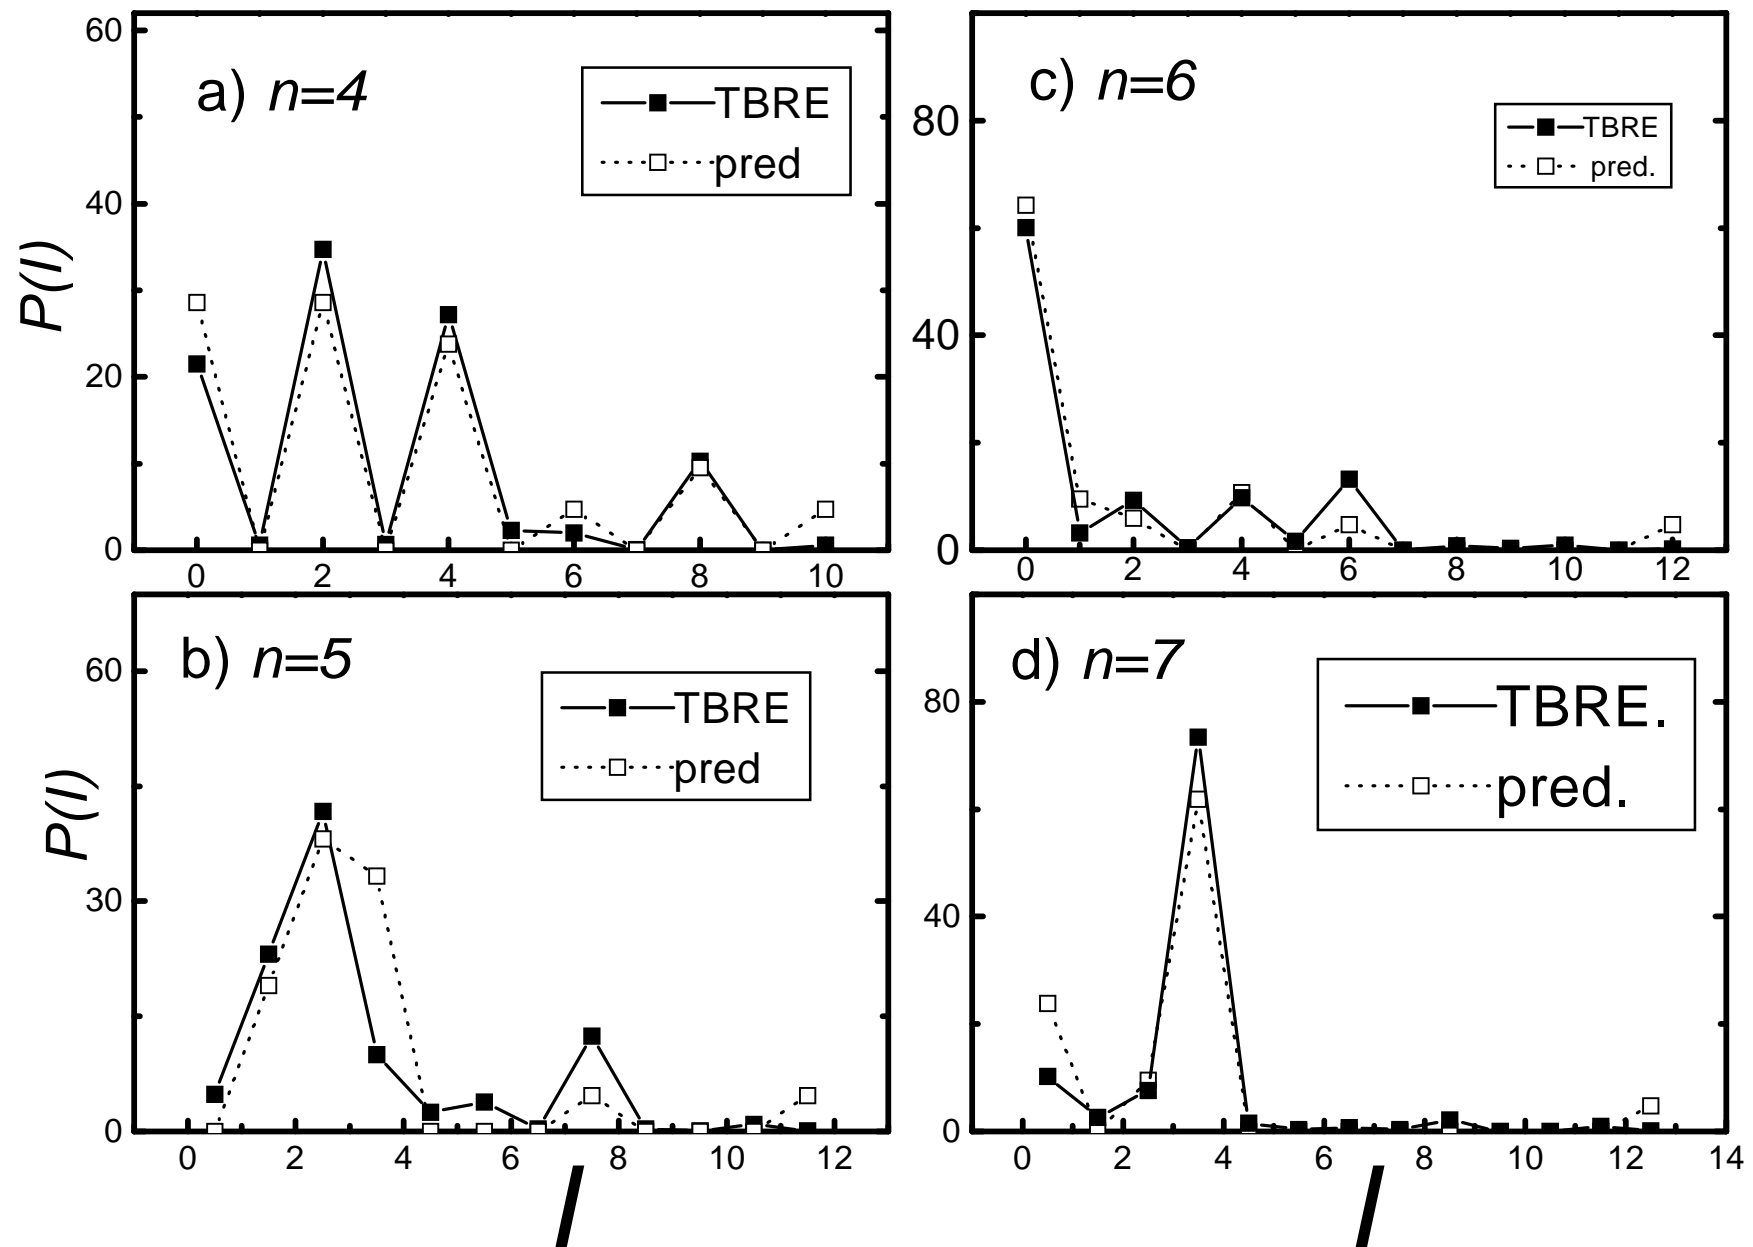 a) n=4
TBRE
pred
P(I)
60
40
20
0
0 2 4 6 8 10
c) n=6
TBRE
pred.
80
40
0
0 2 4 6 8 10 12
b) n=5
TBRE
pred
P(I)
60
30
0
0 2 4 6 8 10 12
I
d) n=7
TBRE.
pred.
80
40
0
0 2 4 6 8 10 12 14
I